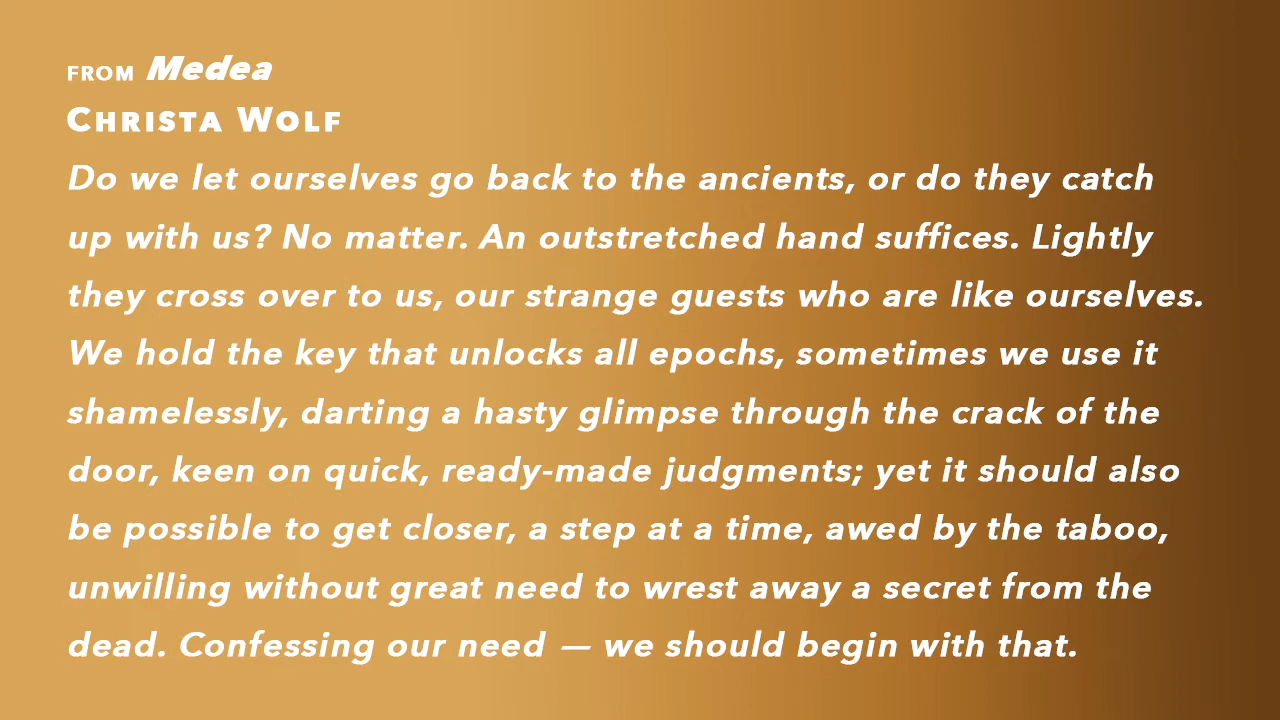 FROM Medea
CHRISTA WOLF
Do we let ourselves go back to the ancients, or do they catch
up with us? No matter. An outstretched hand suffices. Lightly
they cross over to us, our strange guests who are like ourselves.
We hold the key that unlocks all epochs, sometimes we use it
shamelessly, darting a hasty glimpse through the crack of the
door, keen on quick, ready-made judgments; yet it should also
be possible to get closer, a step at a time, awed by the taboo,
unwilling without great need to wrest away a secret from the
dead. Confessing our need — we should begin with that.